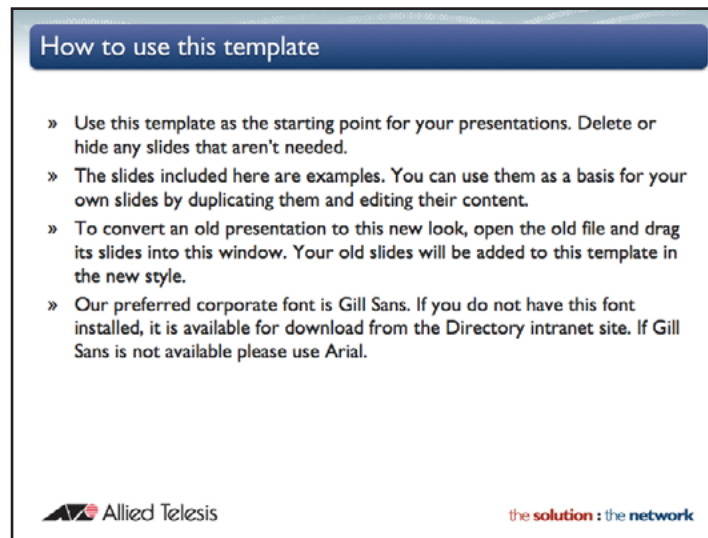 How to use this template
» Use this template as the starting point for your presentations. Delete or
hide any slides that aren't needed.
» The slides included here are examples. You can use them as a basis for your
own slides by duplicating them and editing their content.
» To convert an old presentation to this new look, open the old file and drag
its slides into this window. Your old slides will be added to this template in
the new style.
» Our preferred corporate font is Gill Sans. If you do not have this font
installed, it is available for download from the Directory intranet site. If Gill
Sans is not available please use Arial.
Allied Telesis
the solution : the network